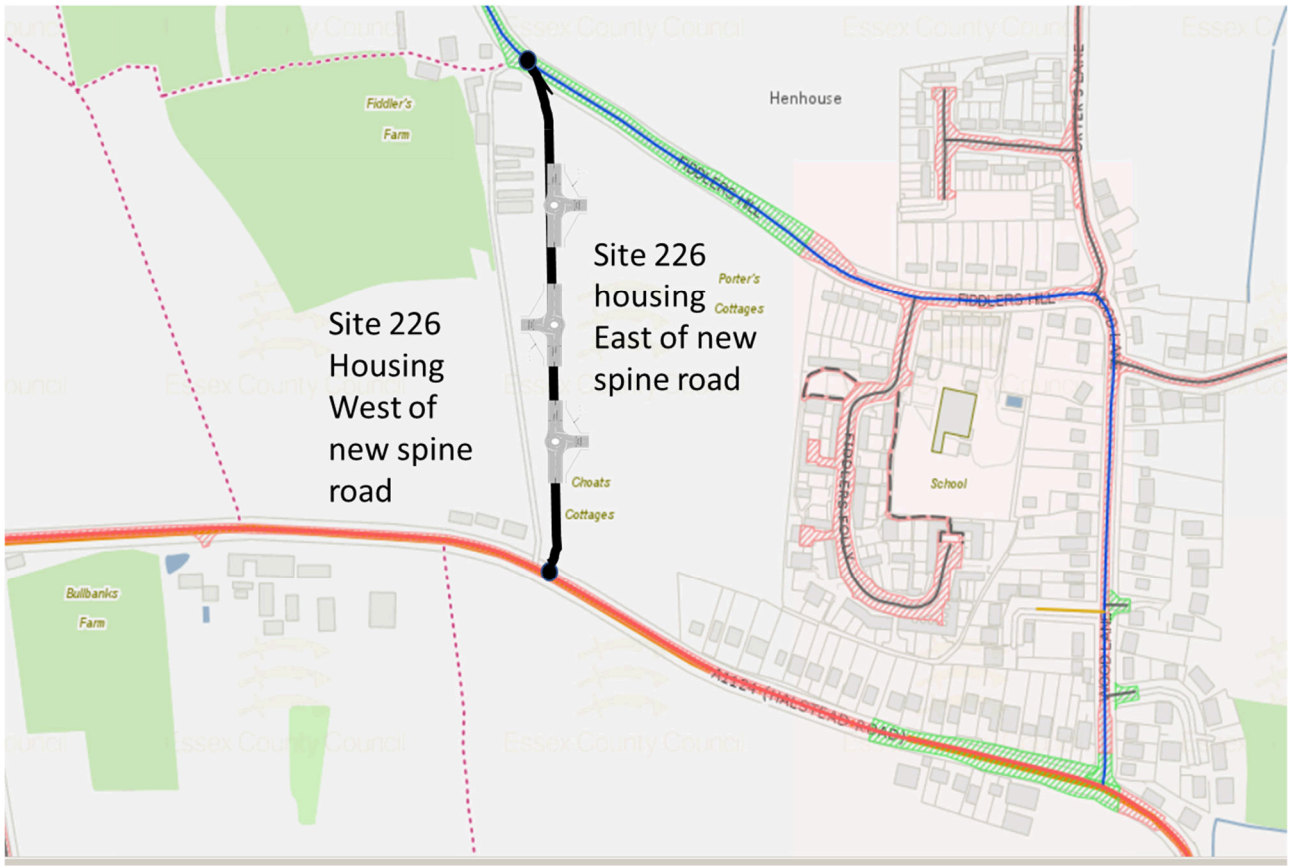 Essex County Council
Essex County Council
Essex C
Henhouse
Fiddler's
Farm
FIDDLERS HILL
Site 226
housing
East of new
spine road
Porter's
Cottages
FIDDLERS HILL
Site 226
Housing
West of
new spine
road
Essex County Council
FIDDLERS FOLLY
School
Choats
Cottages
Bullbanks
Farm
A1124 (HALSTEAD ROAD)
Essex County Council
Essex County Council